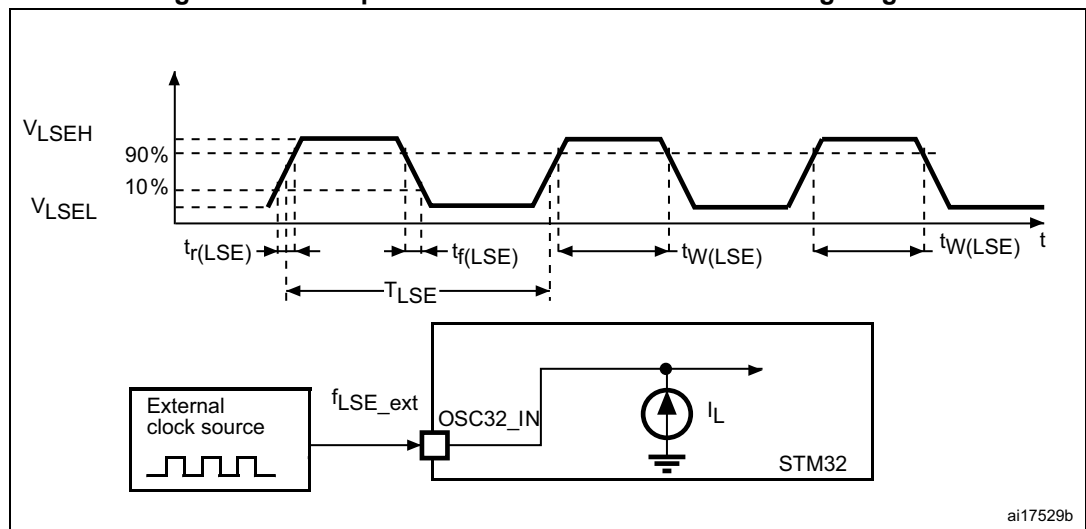 VLSEH
90%
10%
VLSEL
tr(LSE)
tf(LSE)
tW(LSE)
tW(LSE)
t
TLSE
External
clock source
fLSE_ext
OSC32_IN
IL
STM32
ai17529b